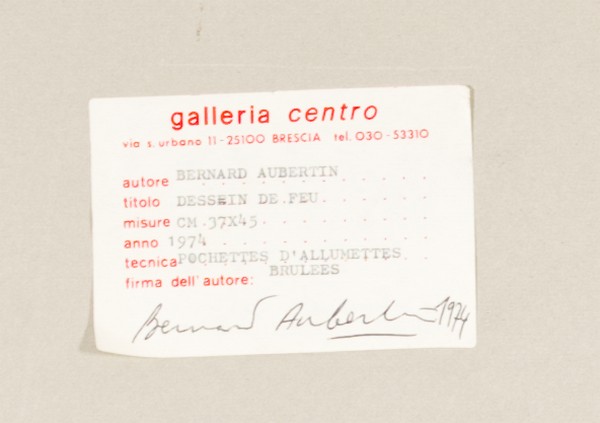 galleria centro
via s. urbano 11 - 25100 BRESCIA tel. 030 - 53310
autore BERNARD AUBERTIN
titolo DESSEIN DE FEU
misure CM.37X45
anno 1974
tecnica POCHETTES D'ALLUMETTES
BRULEES
firma dell'autore:
Bernard Aubertin 1974